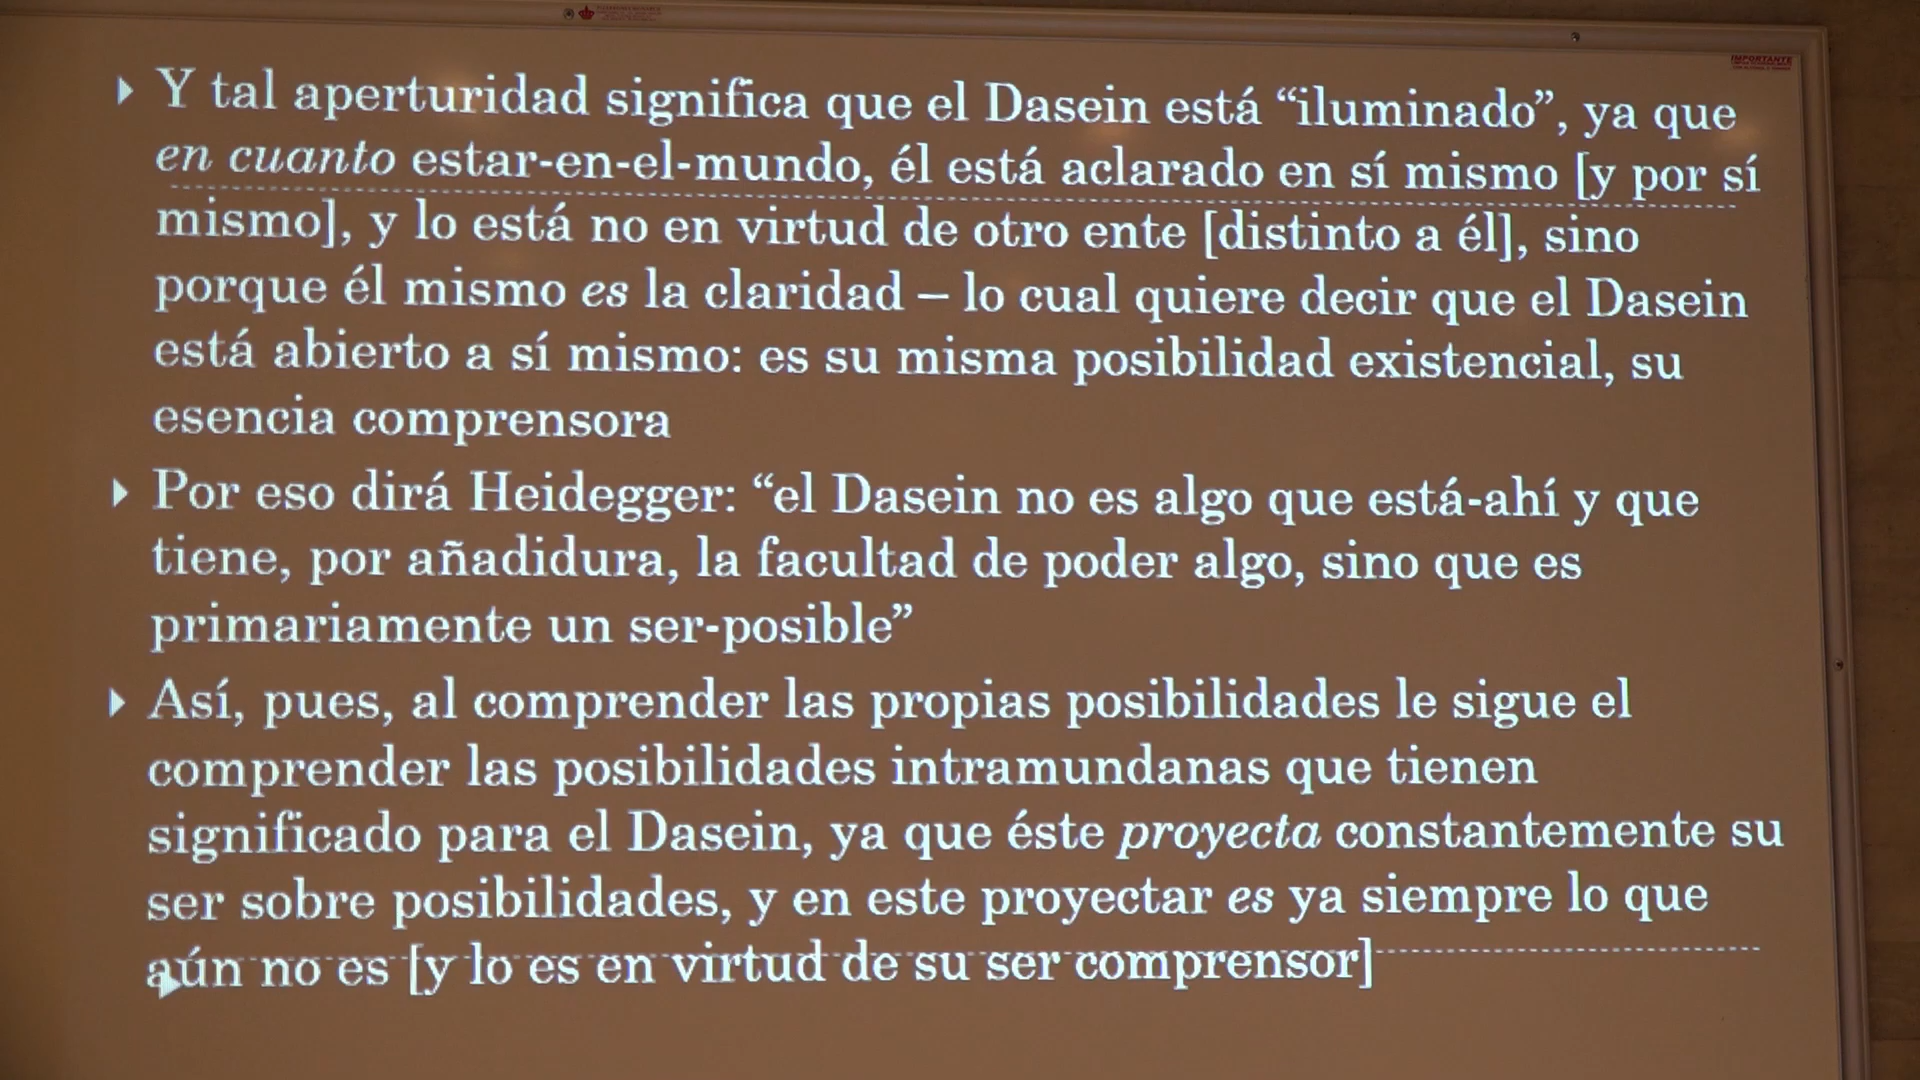 IMPORTANTE
Y tal aperturidad significa que el Dasein está “iluminado”, ya que
en cuanto estar-en-el-mundo, él está aclarado en sí mismo [y por sí
mismo], y lo está no en virtud de otro ente [distinto a él], sino
porque él mismo es la claridad – lo cual quiere decir que el Dasein
está abierto a sí mismo: es su misma posibilidad existencial, su
esencia comprensora
Por eso dirá Heidegger: “el Dasein no es algo que está-ahí y que
tiene, por añadidura, la facultad de poder algo, sino que es
primariamente un ser-posible”
Así, pues, al comprender las propias posibilidades le sigue el
comprender las posibilidades intramundanas que tienen
significado para el Dasein, ya que éste proyecta constantemente su
ser sobre posibilidades, y en este proyectar es ya siempre lo que
aún no es [y lo es en virtud de su ser comprensor]